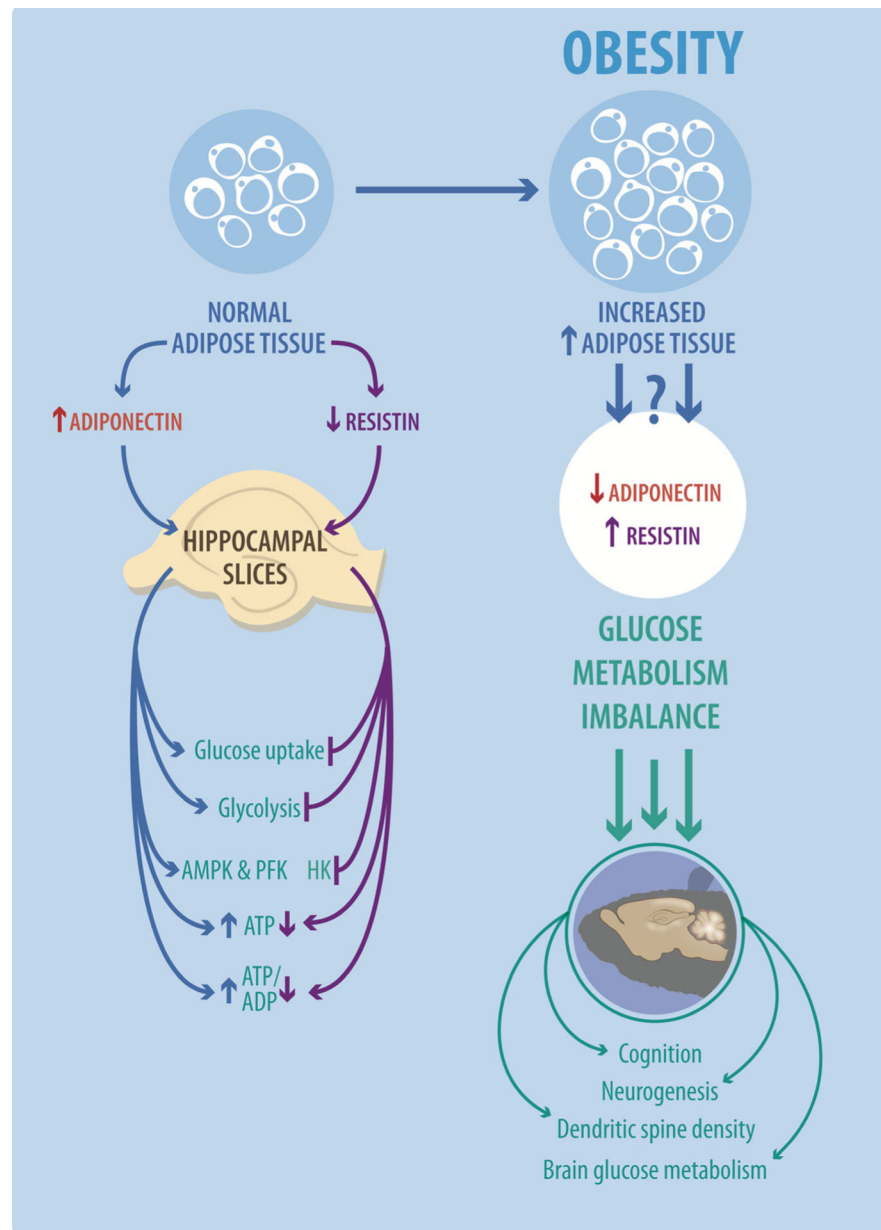 OBESITY
NORMAL
ADIPOSE TISSUE
↑ ADIPONECTIN
↓ RESISTIN
HIPPOCAMPAL
SLICES
Glucose uptake
Glycolysis
AMPK & PFK HK
↑ ATP ↓
↑ ATP/ ↓
ADP
INCREASED
↑ ADIPOSE TISSUE
?
↓ ADIPONECTIN
↑ RESISTIN
GLUCOSE
METABOLISM
IMBALANCE
Cognition
Neurogenesis
Dendritic spine density
Brain glucose metabolism